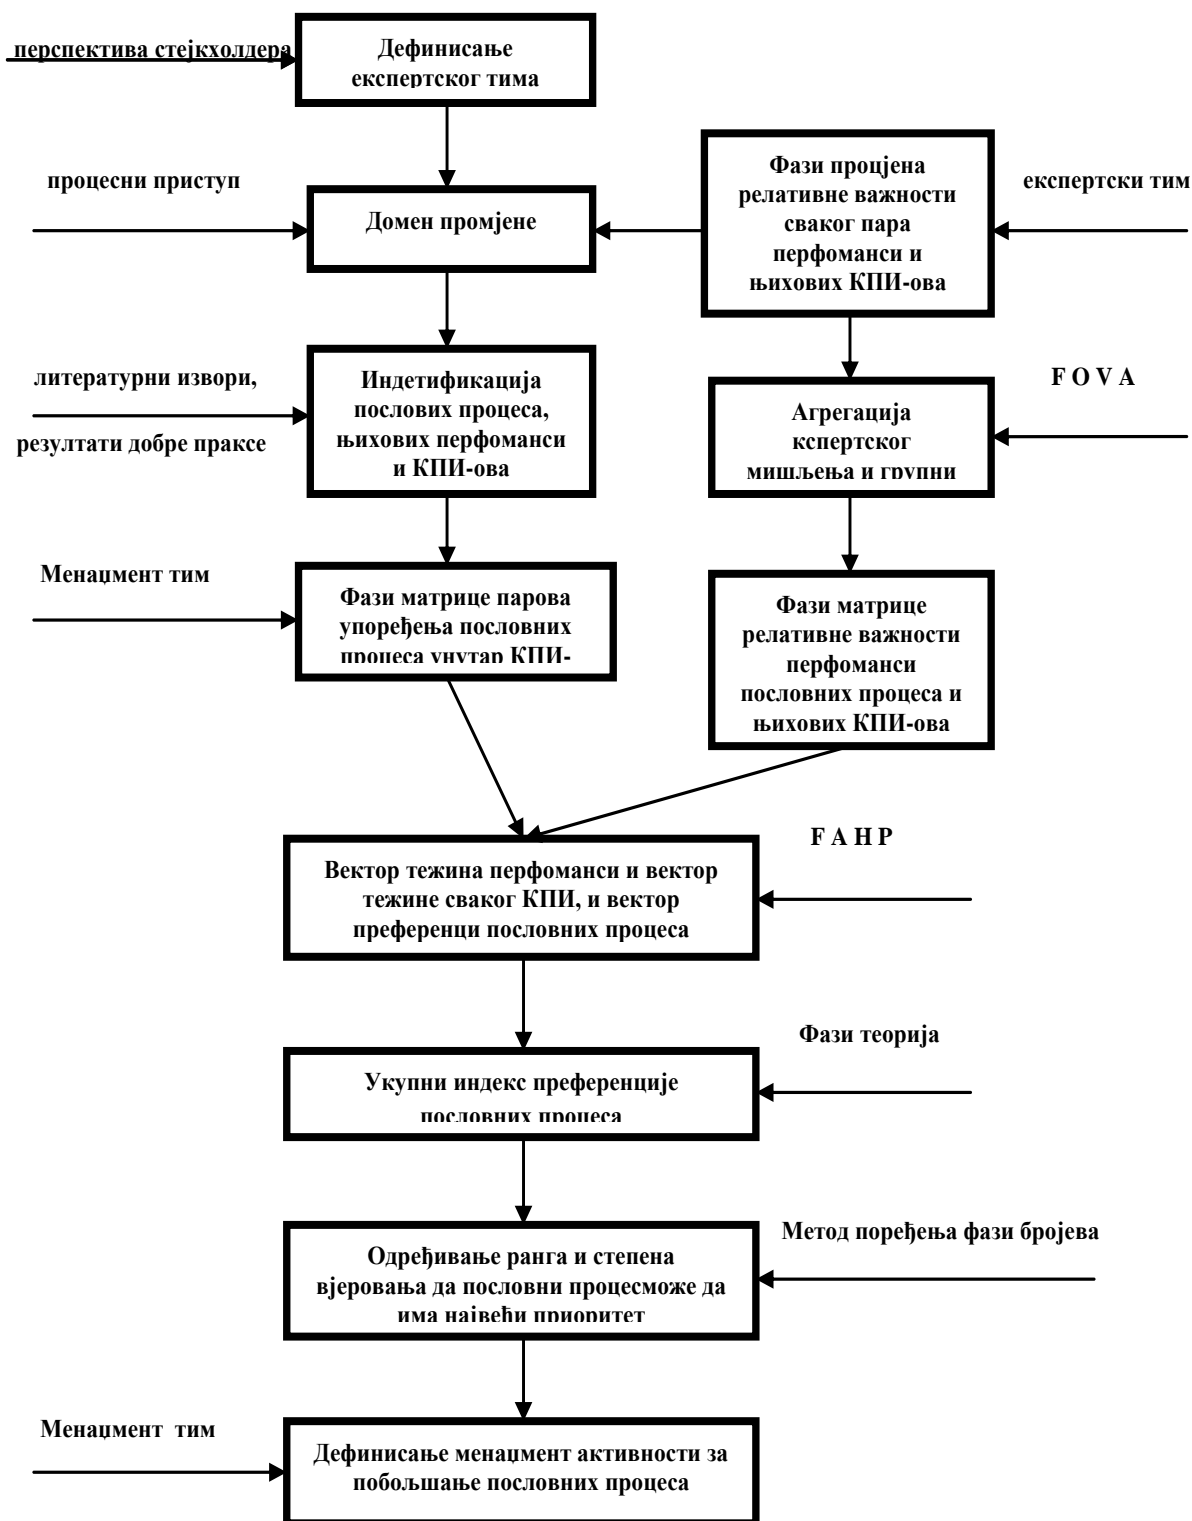 перспектива стејкхолдера
Дефинисање
експертског тима
процесни приступ
Домен промјене
Фази процјена
релативне важности
сваког пара
перфоманси и
њихових КПИ-ова
експертски тим
литературни извори,
резултати добре праксе
Индетификација
послових процеса,
њихових перфоманси
и КПИ-ова
Агрегација
кспертског
мишљења и групни
F O V A
Менаџмент тим
Фази матрице парова
упоређења пословних
процеса унутар КПИ-
Фази матрице
релативне важности
перфоманси
пословних процеса и
њихових КПИ-ова
F A H P
Вектор тежина перфоманси и вектор
тежине сваког КПИ, и вектор
преференци пословних процеса
Фази теорија
Укупни индекс преференције
пословних процеса
Метод поређења фази бројева
Одређивање ранга и степена
вјеровања да пословни процесможе да
има највећи приоритет
Менаџмент тим
Дефинисање менаџмент активности за
побољшање пословних процеса